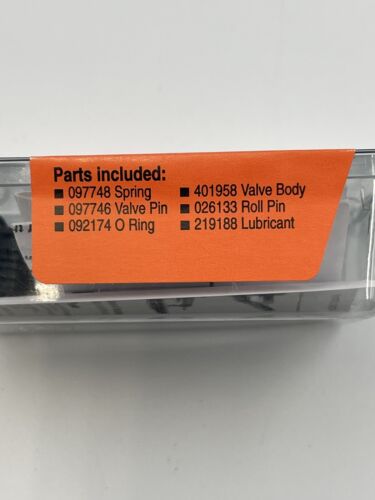 Parts included:
■ 097748 Spring
■ 097746 Valve Pin
■ 092174 O Ring
■ 401958 Valve Body
■ 026133 Roll Pin
■ 219188 Lubricant